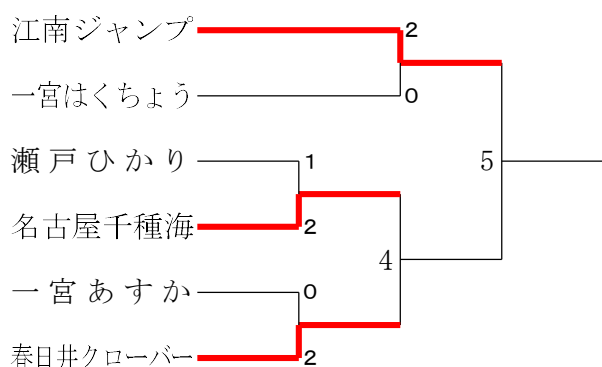 江南ジャンプ 2
一宮はくちょう 0
瀬戸ひかり 1
5
名古屋千種海 2
4
一宮あすか 0
春日井クローバー 2